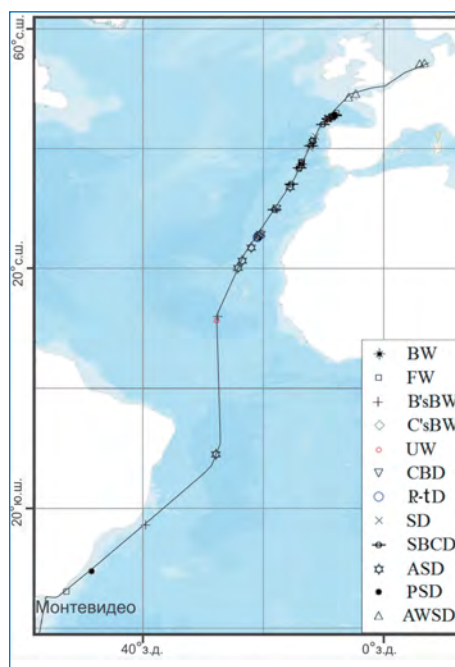 60°с.ш.
20°с.ш.
20°ю.ш.
BW
FW
B'sBW
C'sBW
UW
CBD
R-tD
SD
SBCD
ASD
PSD
AWSD
Монтевидео
40°з.д.
0°з.д.